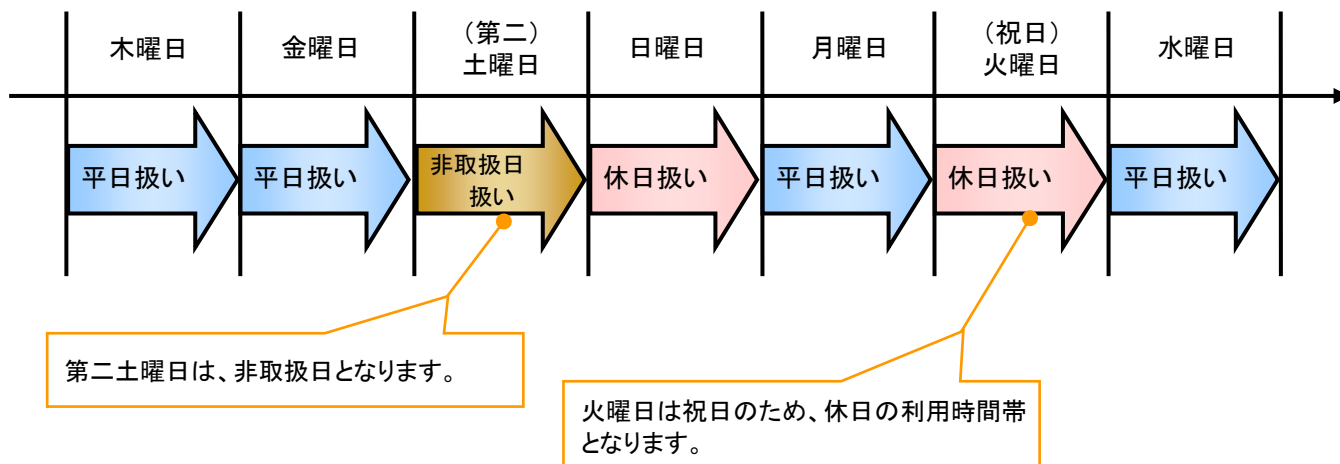 木曜日
金曜日
（第二）
土曜日
日曜日
月曜日
（祝日）
火曜日
水曜日
平日扱い
平日扱い
非取扱日
扱い
休日扱い
平日扱い
休日扱い
平日扱い
第二土曜日は、非取扱日となります。
火曜日は祝日のため、休日の利用時間帯
となります。